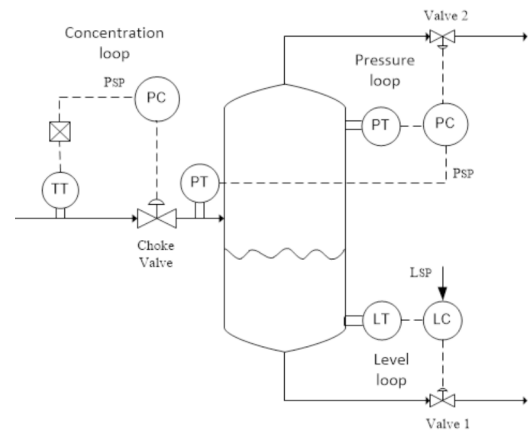 Valve 2
Concentration
loop
Pressure
loop
PSP
PC
PT
PC
TT
PT
PSP
Choke
Valve
LSP
LT
LC
Level
loop
Valve 1